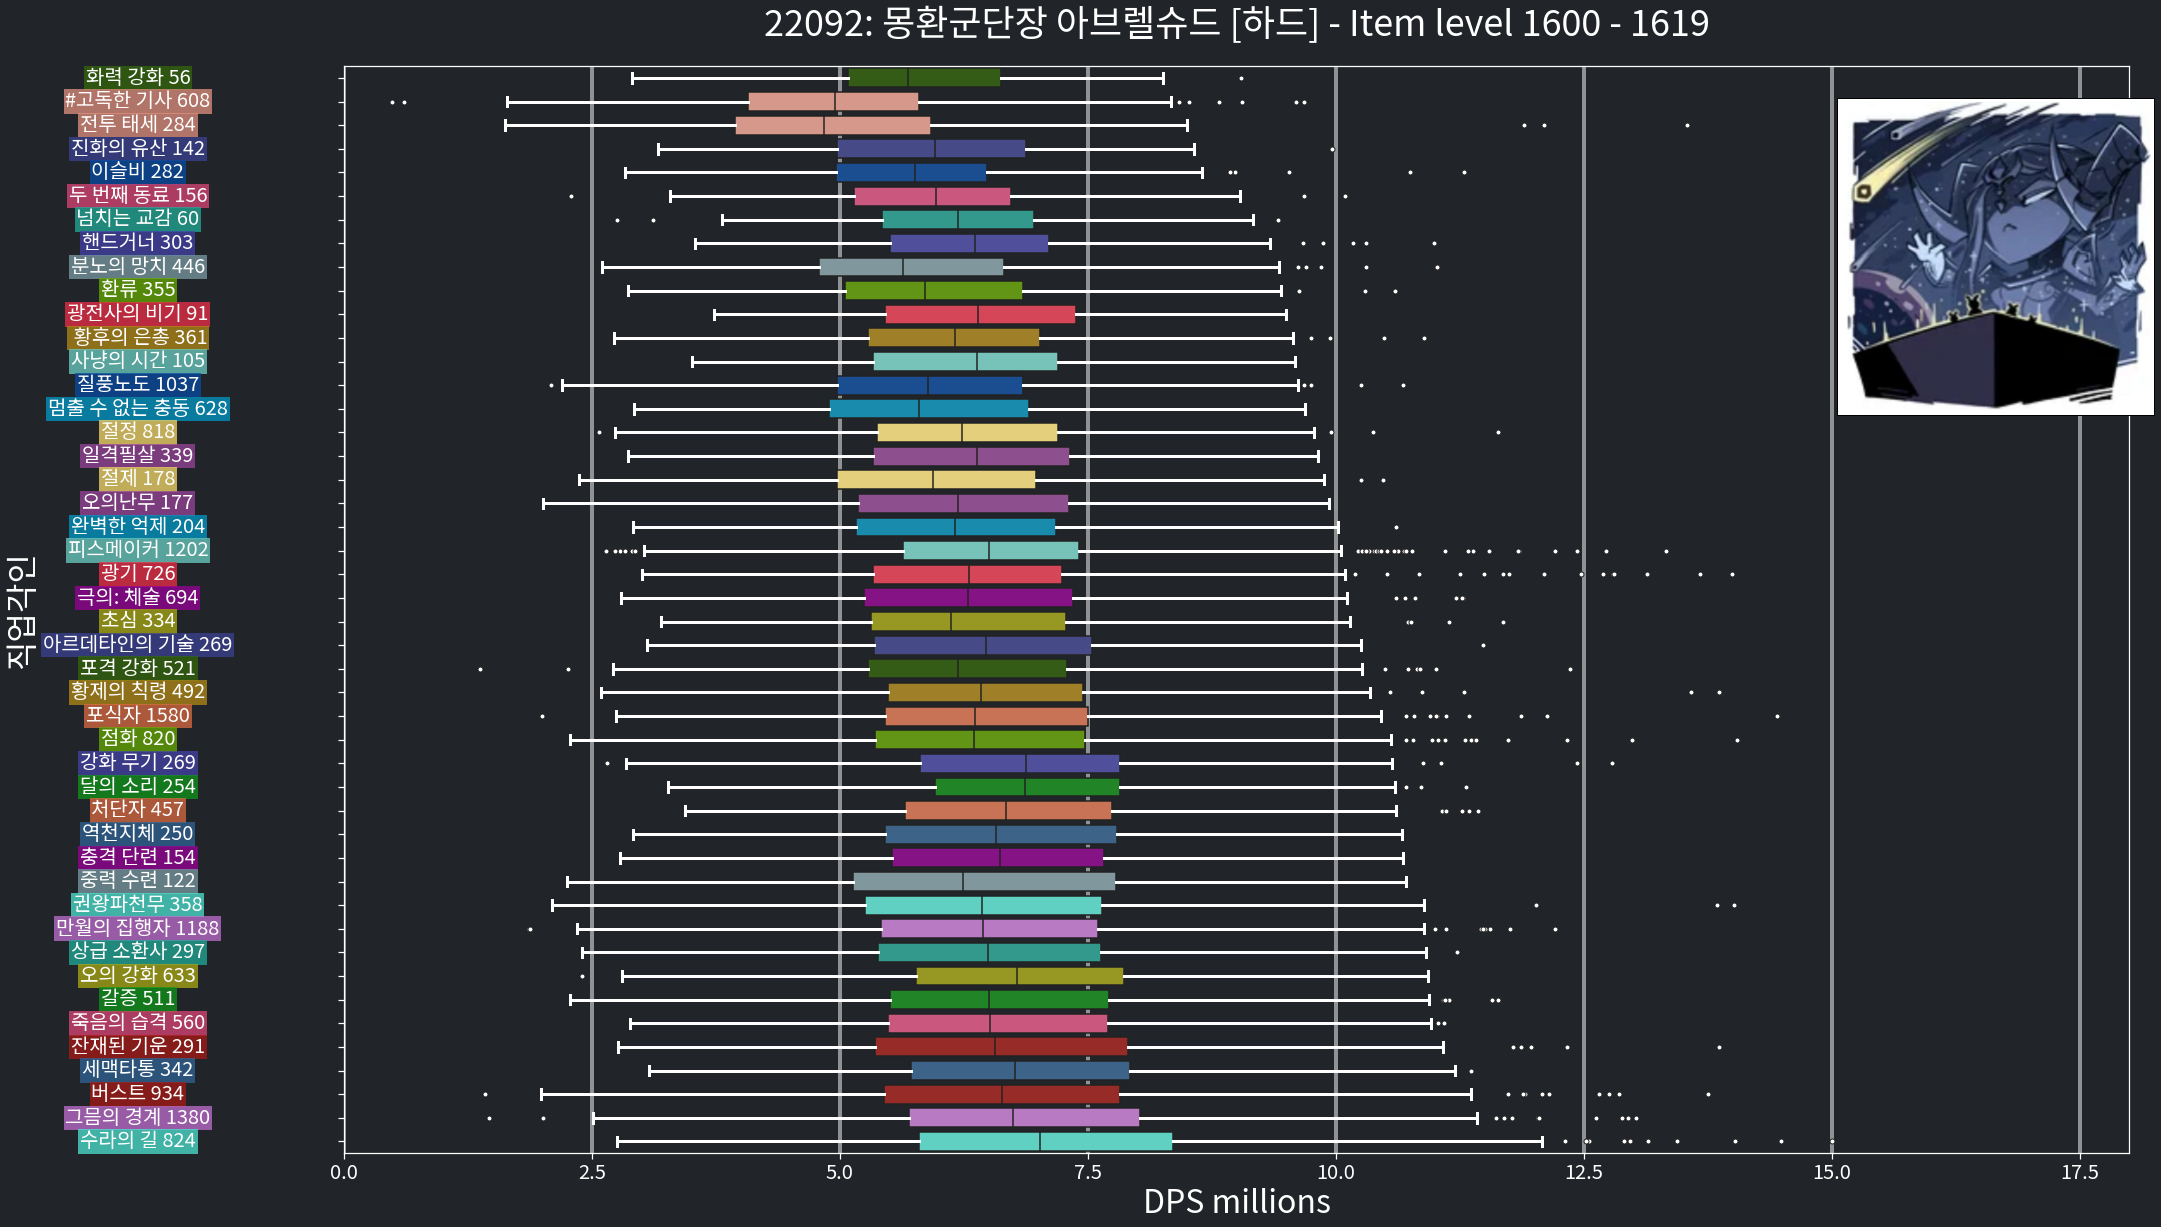 22092: 몽환군단장 아브렐슈드 [하드] - Item level 1600 - 1619
화력 강화 56
#고독한 기사 608
전투 태세 284
진화의 유산 142
이슬비 282
두 번째 동료 156
넘치는 교감 60
핸드거너 303
분노의 망치 446
환류 355
광전사의 비기 91
황후의 은총 361
사냥의 시간 105
질풍노도 1037
멈출 수 없는 충동 628
절정 818
일격필살 339
절제 178
오의난무 177
완벽한 억제 204
피스메이커 1202
광기 726
극의: 체술 694
초심 334
아르데타인의 기술 269
포격 강화 521
황제의 칙령 492
포식자 1580
점화 820
강화 무기 269
달의 소리 254
처단자 457
역천지체 250
충격 단련 154
중력 수련 122
권왕파천무 358
만월의 집행자 1188
상급 소환사 297
오의 강화 633
갈증 511
죽음의 습격 560
잔재된 기운 291
세맥타통 342
버스트 934
그믐의 경계 1380
수라의 길 824
직업각인
0.0 2.5 5.0 7.5 10.0 12.5 15.0 17.5
DPS millions